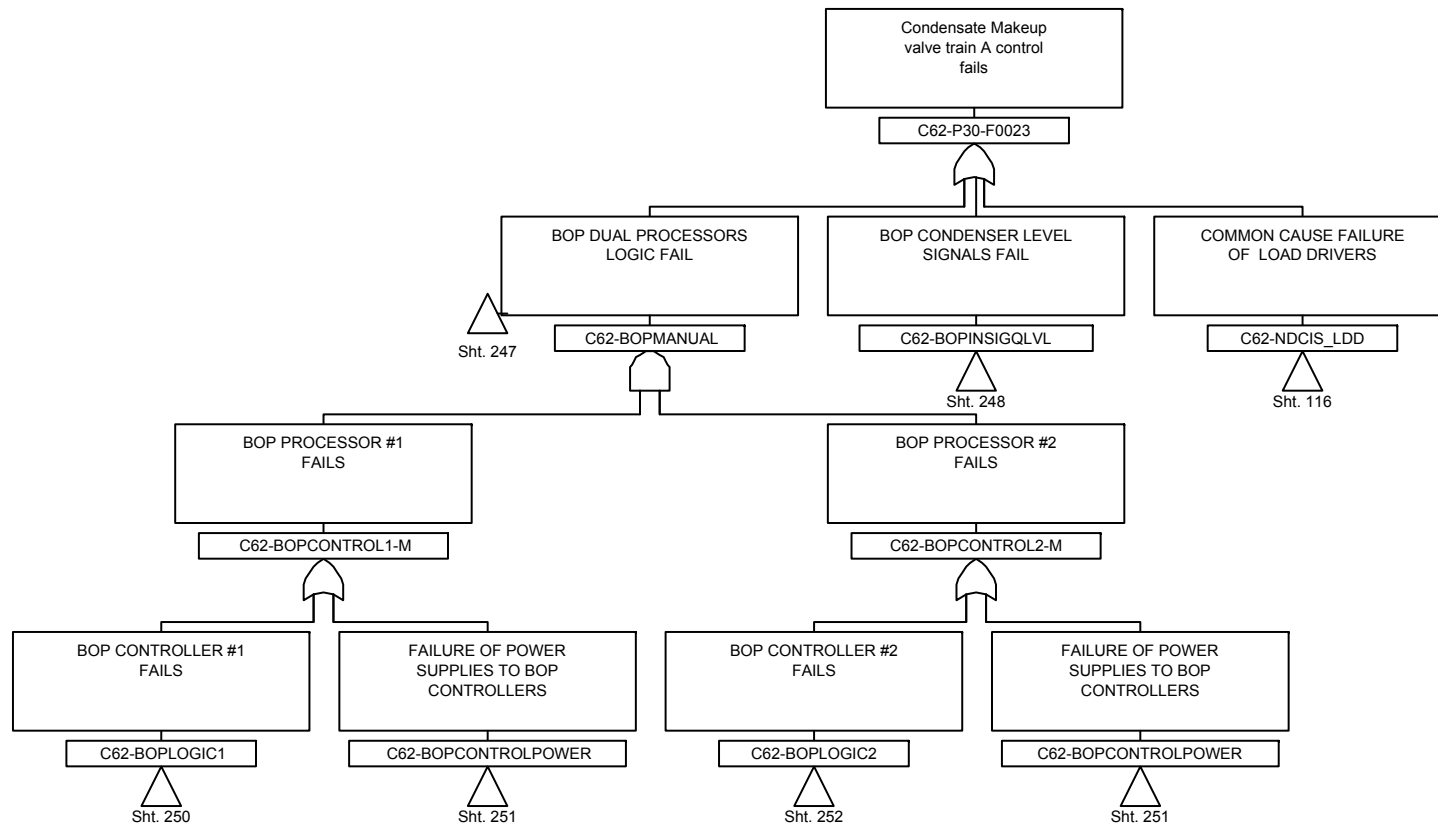 Condensate Makeup
valve train A control
fails
C62-P30-F0023
BOP DUAL PROCESSORS
LOGIC FAIL
Sht. 247
C62-BOPMANUAL
BOP CONDENSER LEVEL
SIGNALS FAIL
C62-BOPINSIGQLVL
Sht. 248
COMMON CAUSE FAILURE
OF LOAD DRIVERS
C62-NDCIS_LDD
Sht. 116
BOP PROCESSOR #1
FAILS
C62-BOPCONTROL1-M
BOP PROCESSOR #2
FAILS
C62-BOPCONTROL2-M
BOP CONTROLLER #1
FAILS
C62-BOPLOGIC1
Sht. 250
FAILURE OF POWER
SUPPLIES TO BOP
CONTROLLERS
C62-BOPCONTROLPOWER
Sht. 251
BOP CONTROLLER #2
FAILS
C62-BOPLOGIC2
Sht. 252
FAILURE OF POWER
SUPPLIES TO BOP
CONTROLLERS
C62-BOPCONTROLPOWER
Sht. 251